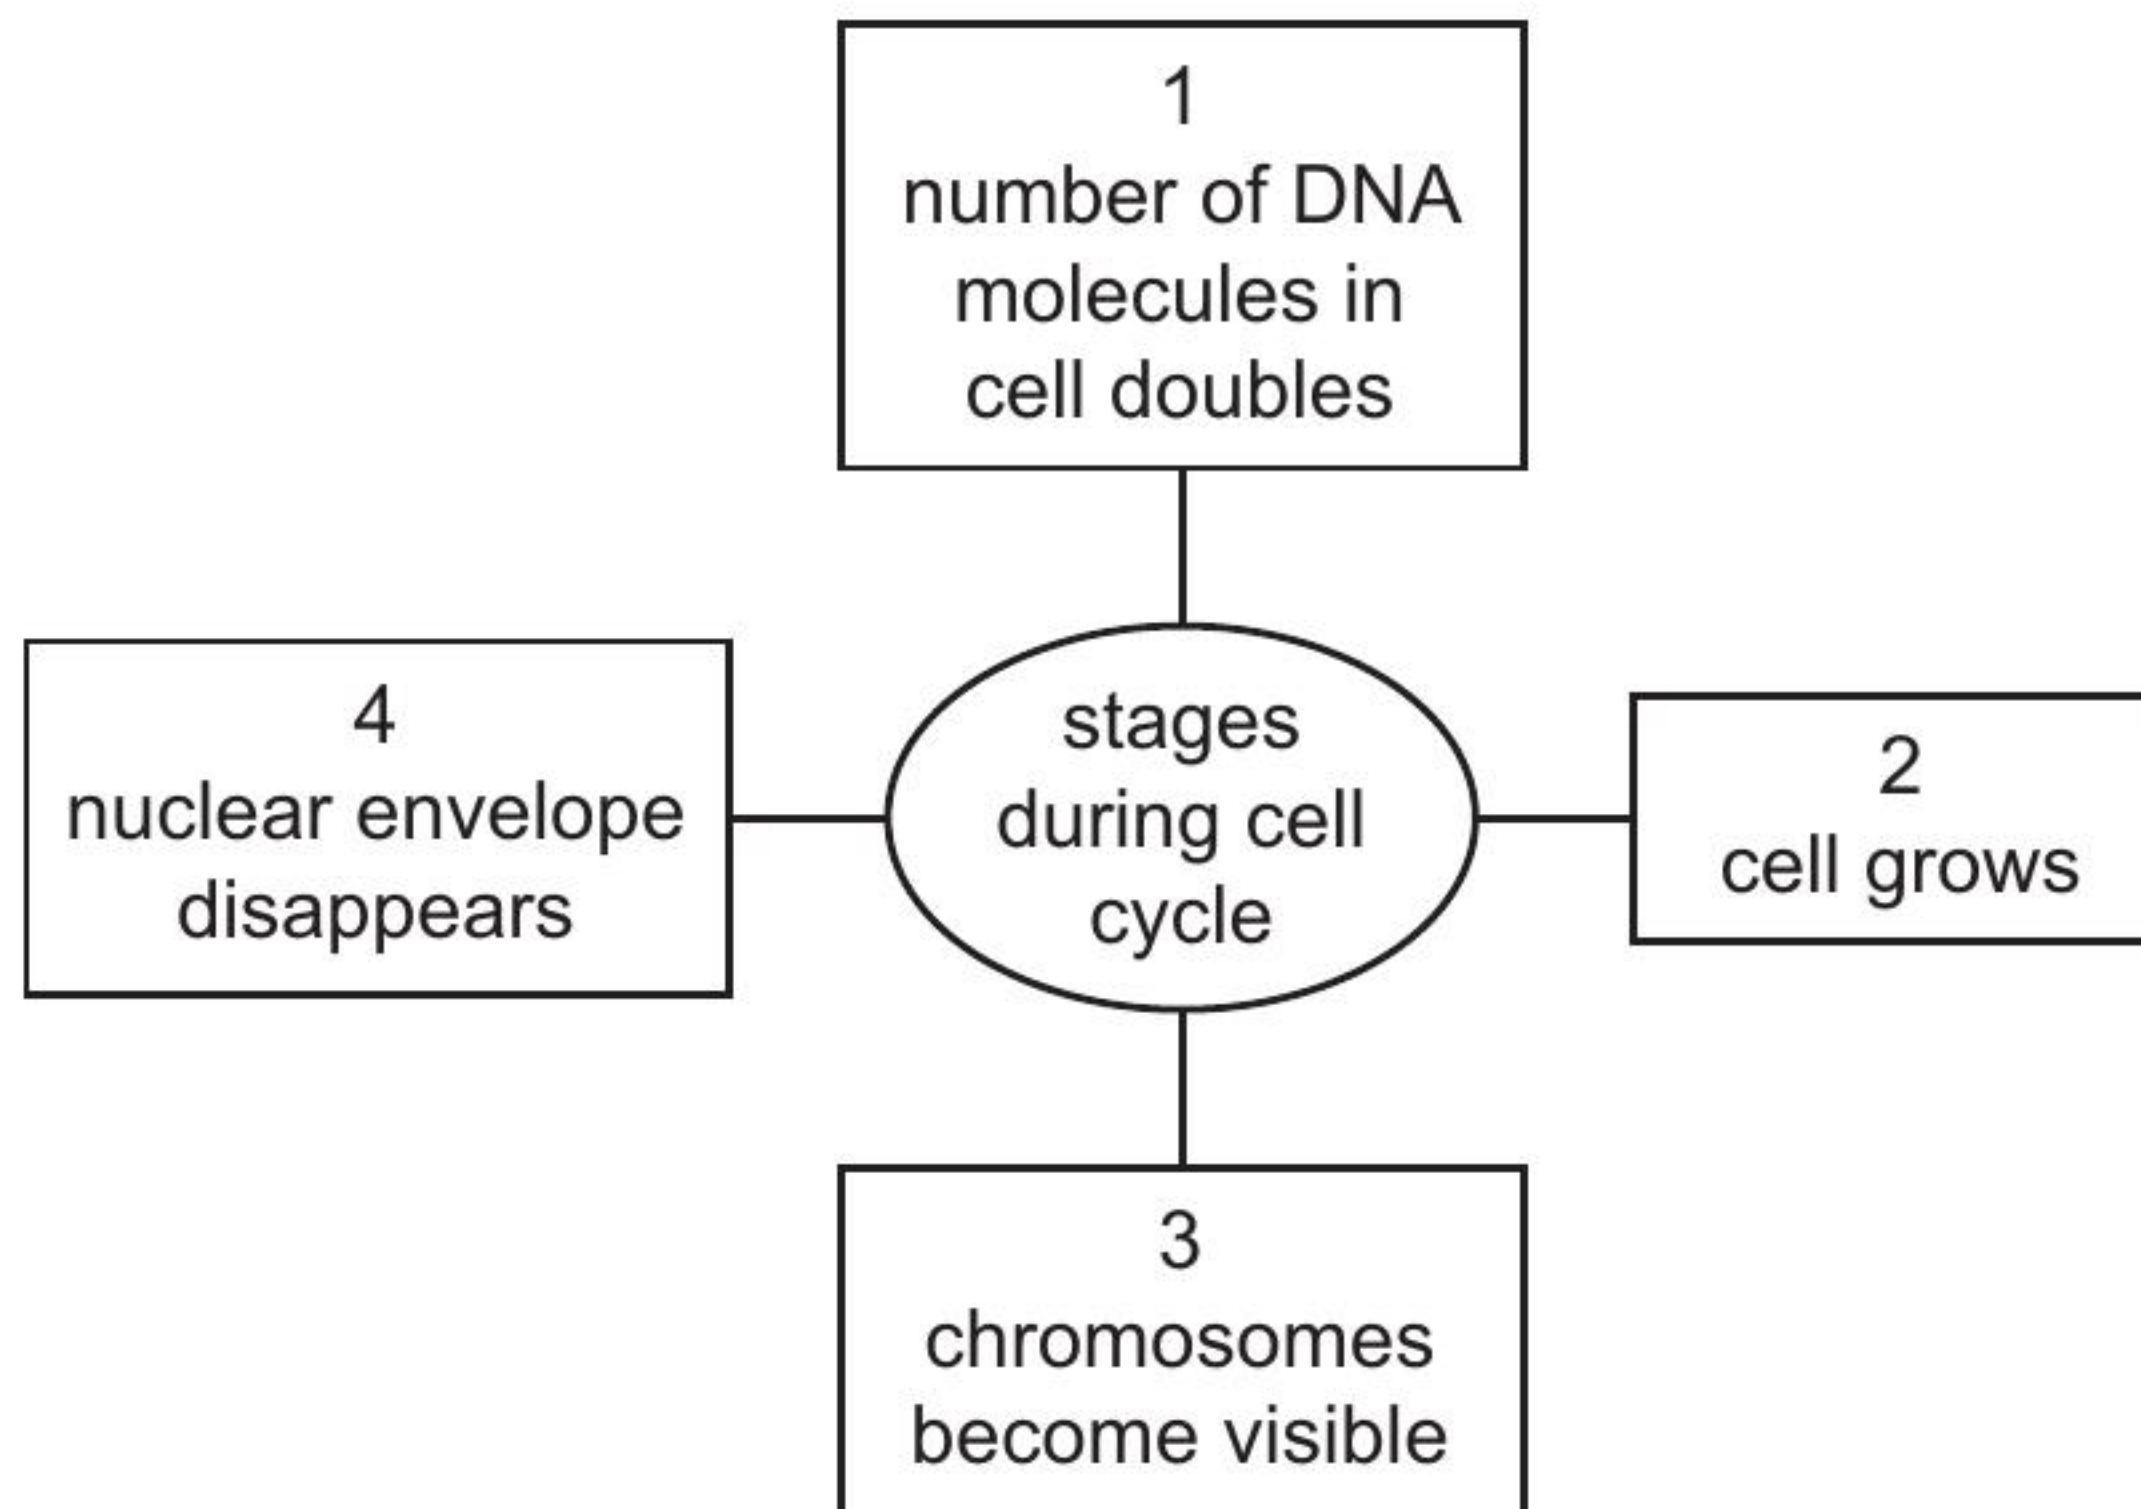 1
number of DNA
molecules in
cell doubles
4
nuclear envelope
disappears
stages
during cell
cycle
2
cell grows
3
chromosomes
become visible